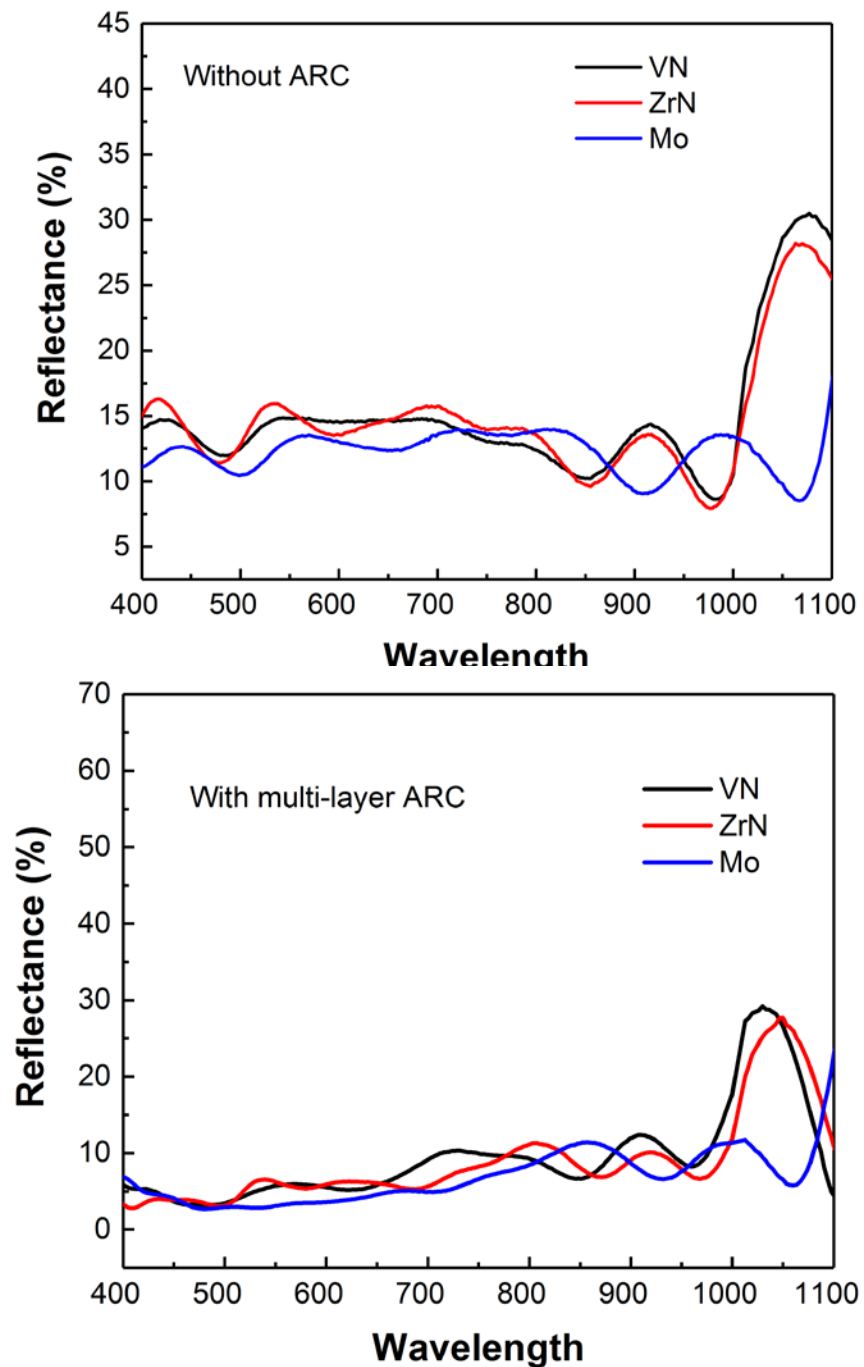 45
40
35
30
25
20
15
10
5
Reflectance (%)
Without ARC
VN
ZrN
Mo
400 500 600 700 800 900 1000 1100
Wavelength
70
60
50
40
30
20
10
0
Reflectance (%)
With multi-layer ARC
VN
ZrN
Mo
400 500 600 700 800 900 1000 1100
Wavelength